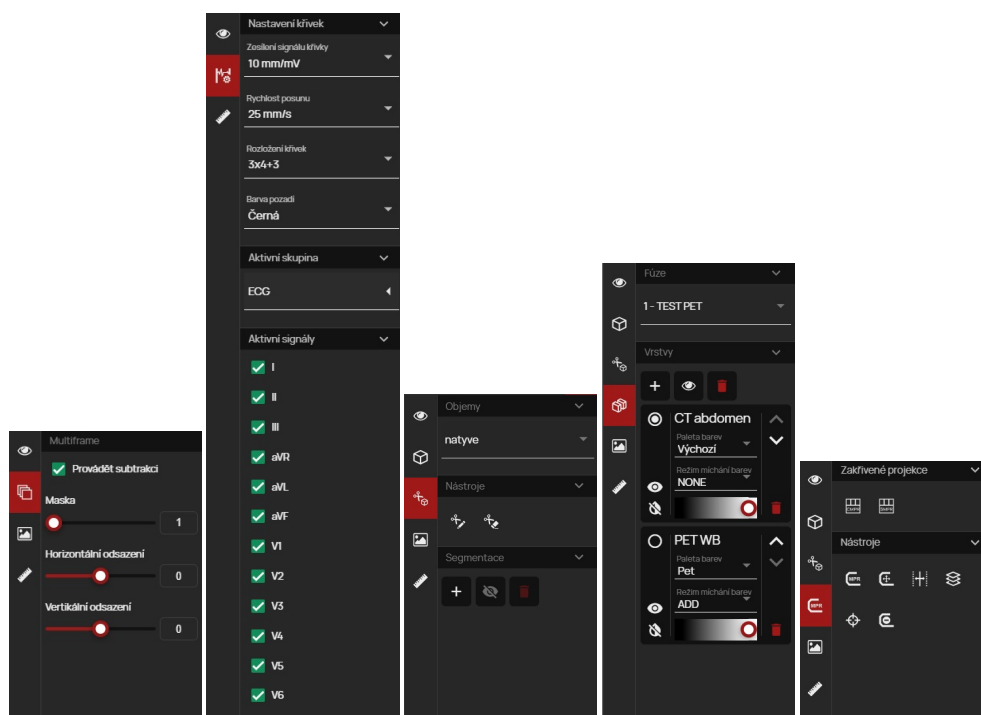 Multiframe
Provádět subtrakci
Maska
1
Horizontální odsazení
0
Vertikální odsazení
0
Nastavení křivek
Zesílení signálu křivky
10 mm/mV
Rychlost posunu
25 mm/s
Rozložení křivek
3x4+3
Barva pozadí
Černá
Aktivní skupina
ECG
Aktivní signály
I
II
III
aVR
aVL
aVF
V1
V2
V3
V4
V5
V6
Objemy
natyve
Nástroje
Segmentace
Fúze
1 - TEST PET
Vrstvy
CT abdomen
Paleta barev
Výchozí
Režim míchání barev
NONE
PET WB
Paleta barev
Pet
Režim míchání barev
ADD
Zakřivené projekce
CMPR
SMPR
Nástroje
MPR
MPR